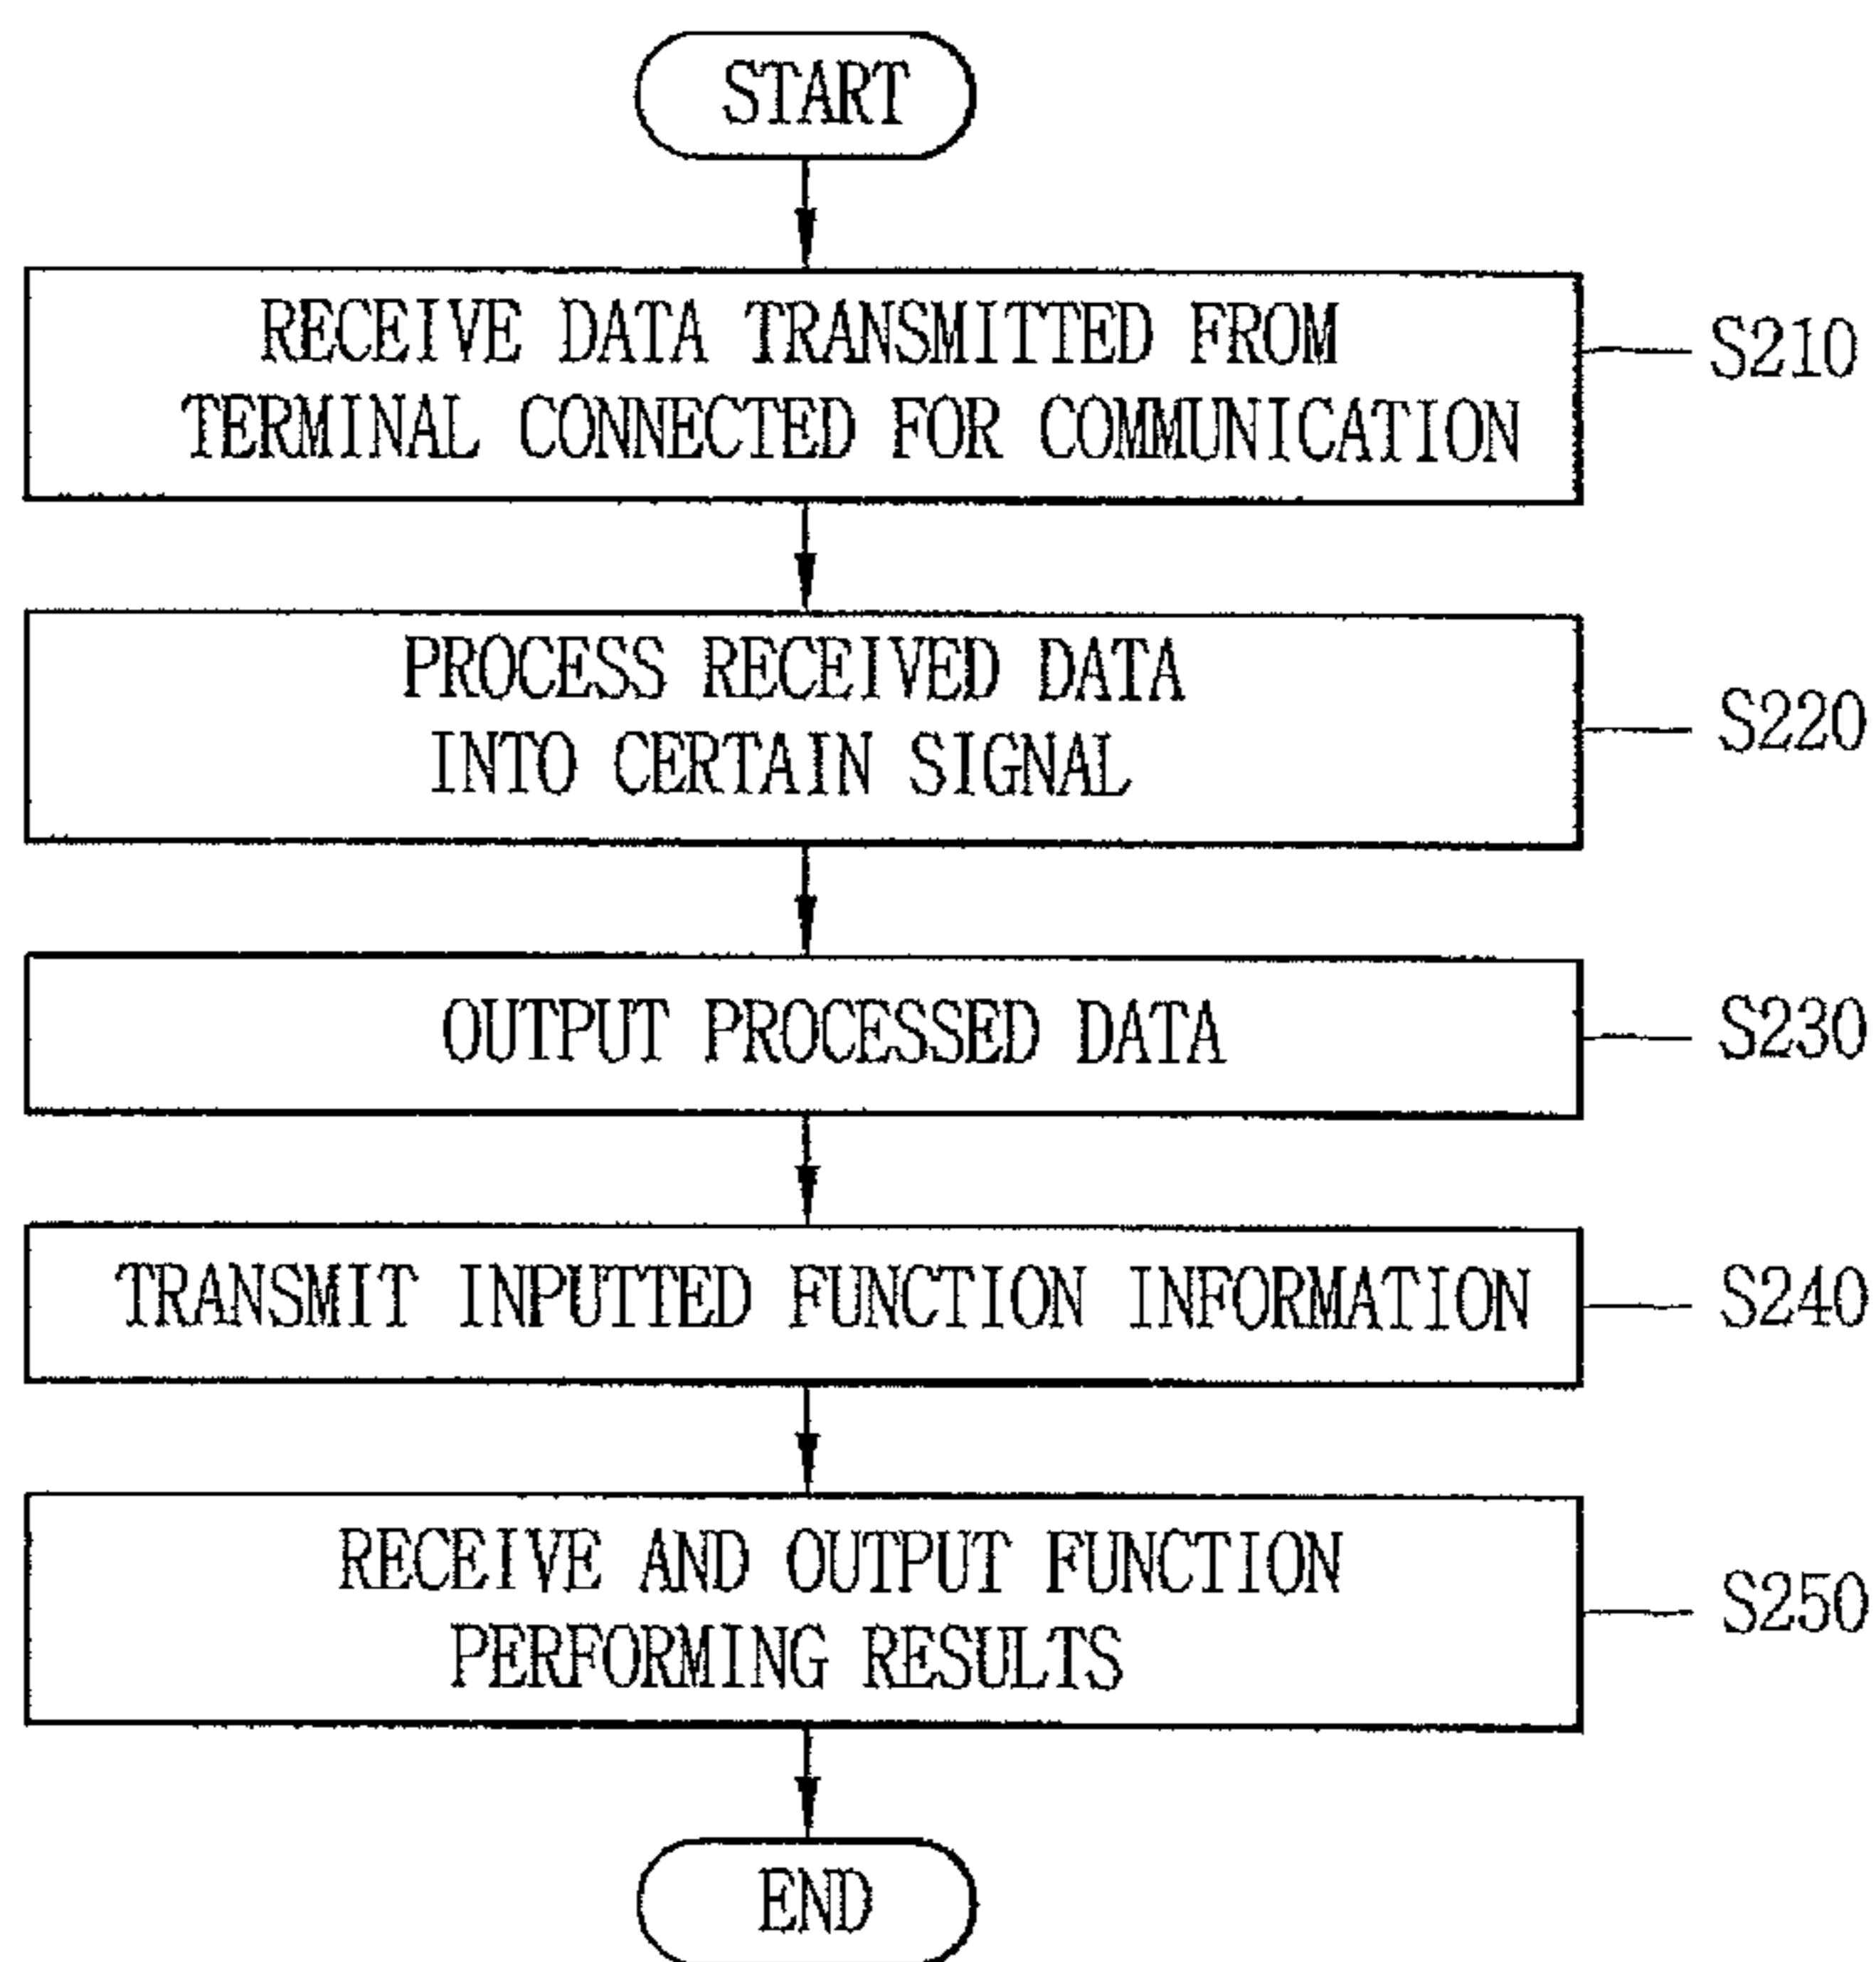 START
RECEIVE DATA TRANSMITTED FROM
TERMINAL CONNECTED FOR COMMUNICATION
S210
PROCESS RECEIVED DATA
INTO CERTAIN SIGNAL
S220
OUTPUT PROCESSED DATA
S230
TRANSMIT INPUTTED FUNCTION INFORMATION
S240
RECEIVE AND OUTPUT FUNCTION
PERFORMING RESULTS
S250
END